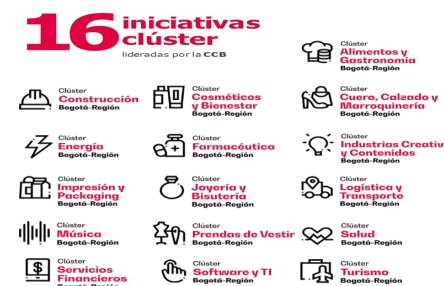 16 iniciativas
clúster
lideradas por la CCB
Clúster
Alimentos y
Gastronomía
Bogotá-Región
Clúster
Construcción
Bogotá-Región
Clúster
Cosméticos
y Bienestar
Bogotá-Región
Clúster
Cuero, Calzado y
Marroquinería
Bogotá-Región
Clúster
Energía
Bogotá-Región
Clúster
Farmacéutico
Bogotá-Región
Clúster
Industrias Creativ
y Contenidos
Bogotá-Región
Clúster
Impresión y
Packaging
Bogotá-Región
Clúster
Joyería y
Bisutería
Bogotá-Región
Clúster
Logística y
Transporte
Bogotá-Región
Clúster
Música
Bogotá-Región
Clúster
Prendas de Vestir
Bogotá-Región
Clúster
Salud
Bogotá-Región
Clúster
Servicios
Financieros
Bogotá-Región
Clúster
Software y TI
Bogotá-Región
Clúster
Turismo
Bogotá-Región